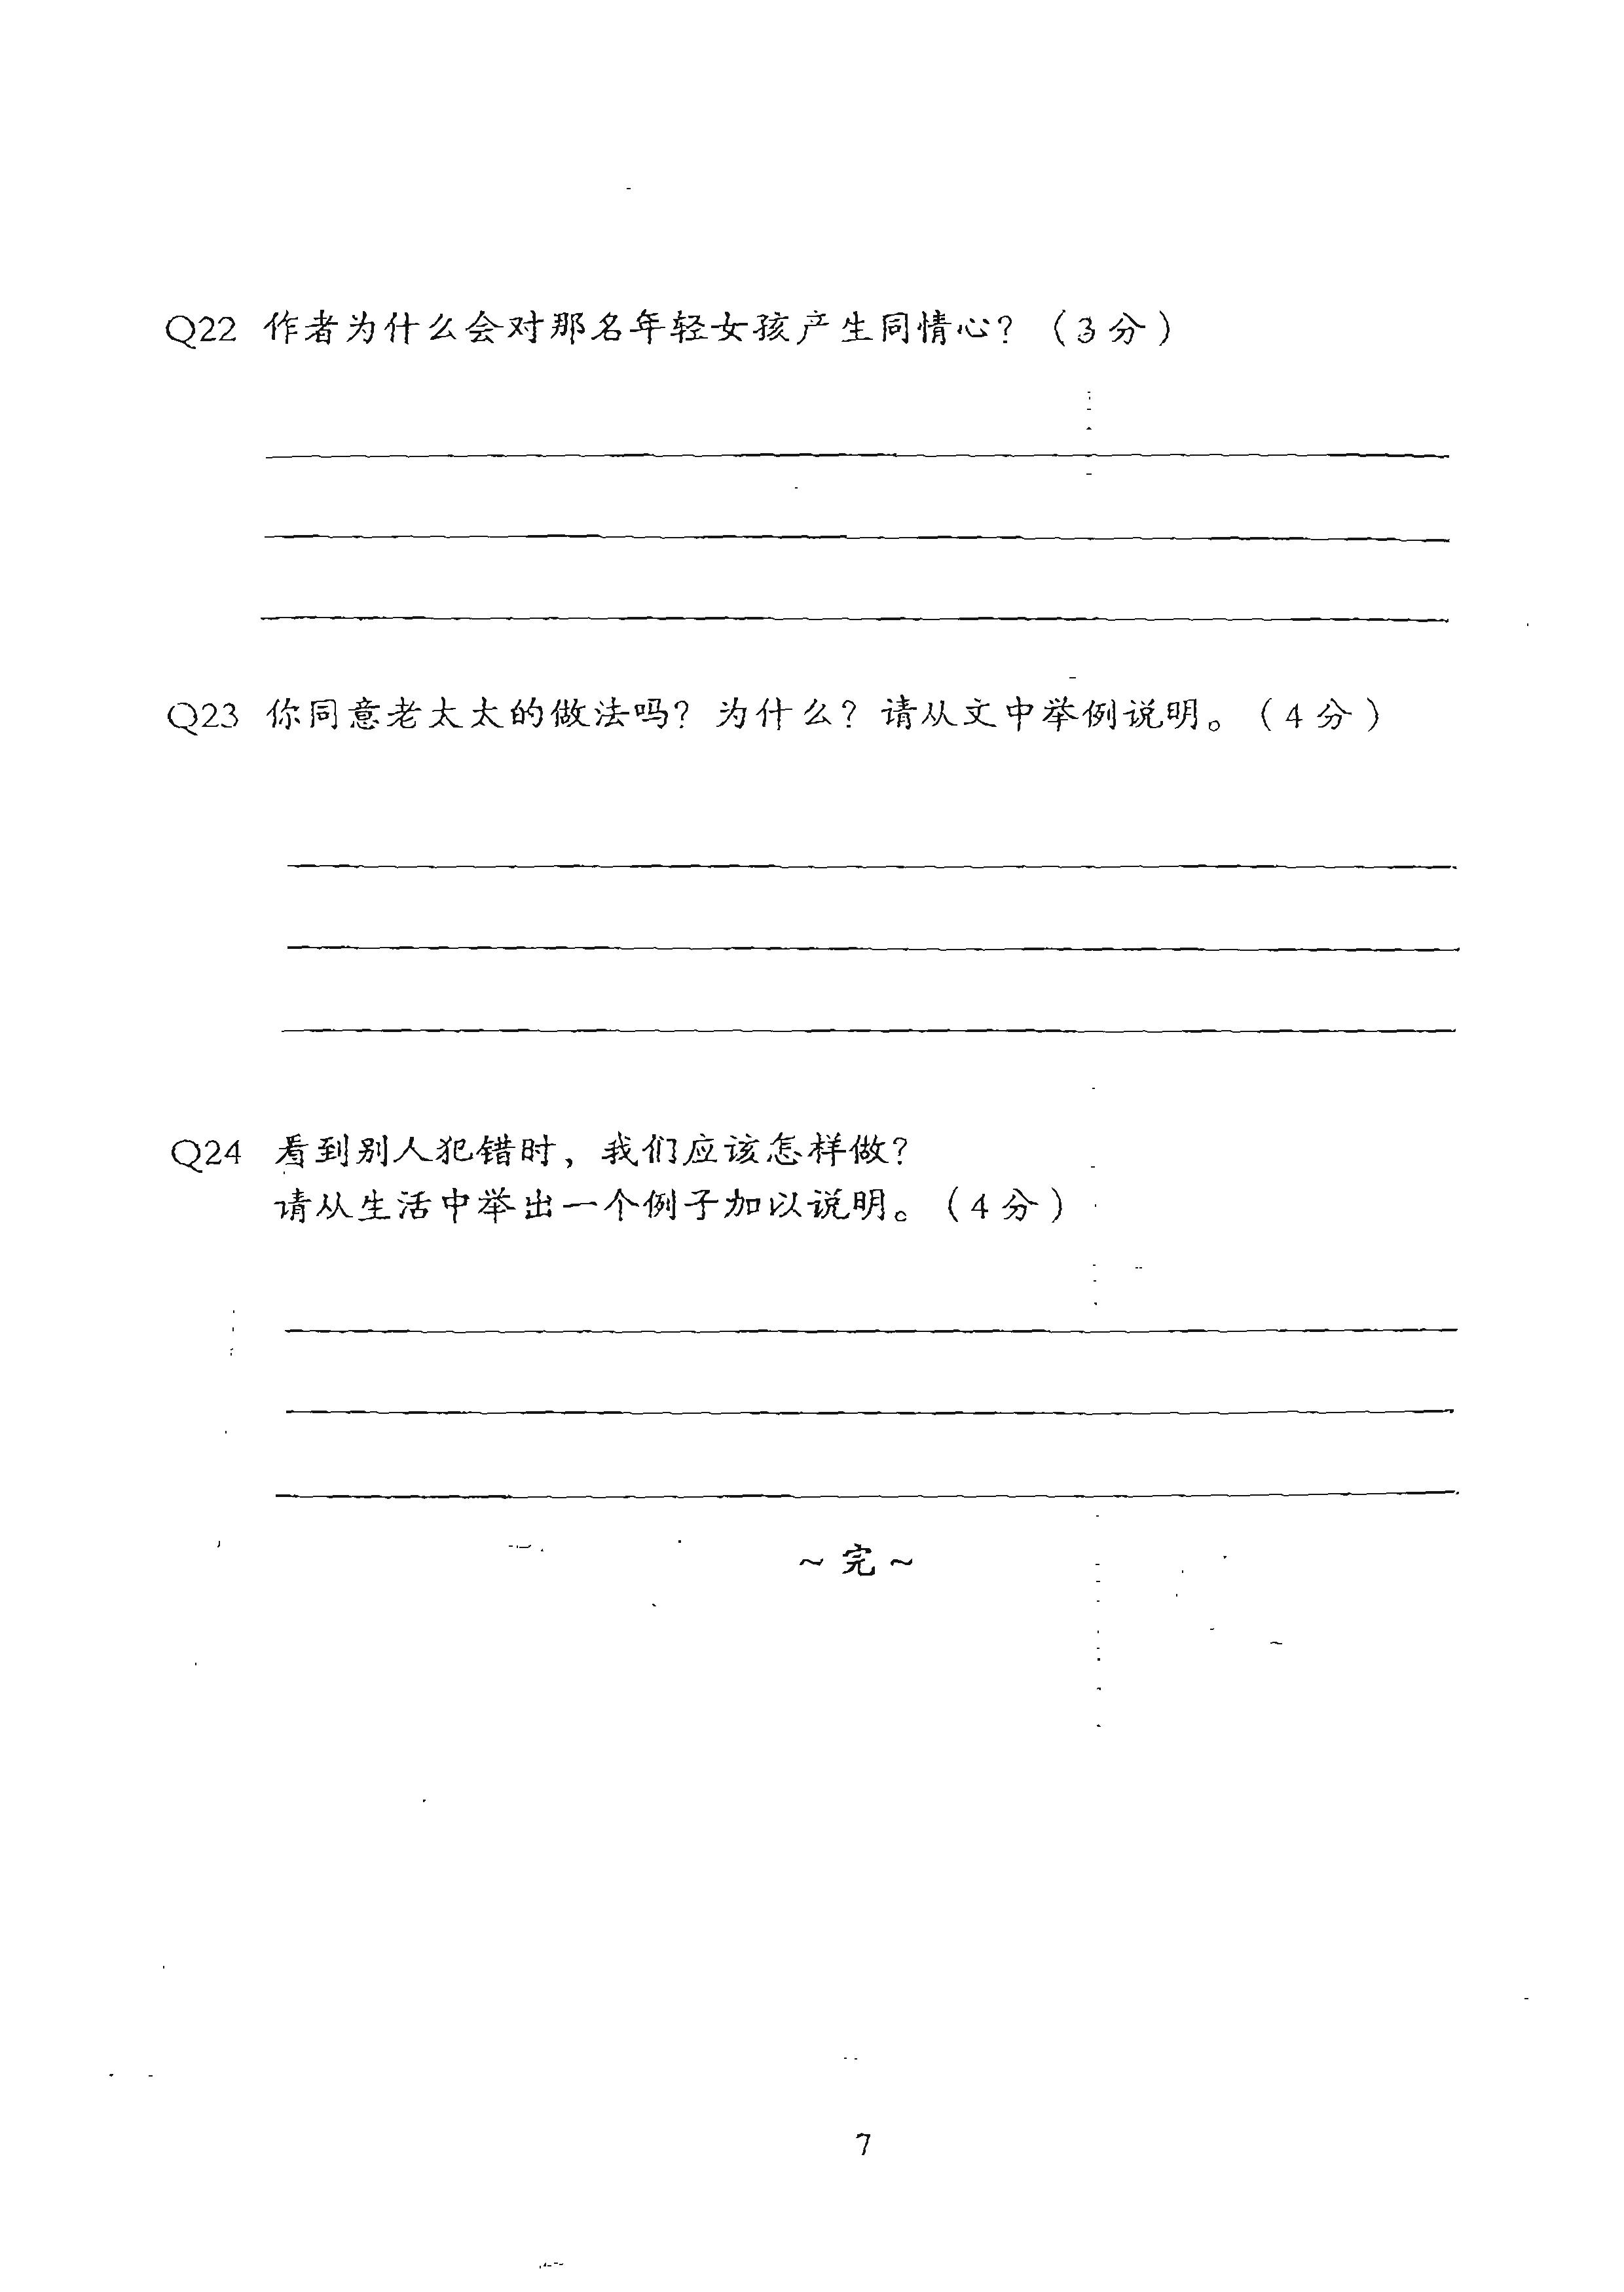 Q22 作者为什么会对那名年轻女孩产生同情心？（3分）
Q23 你同意老太太的做法吗？为什么？请从文中举例说明。（4分）
Q24 看到别人犯错时，我们应该怎样做？
请从生活中举出一个例子加以说明。（4分）
~完~
7